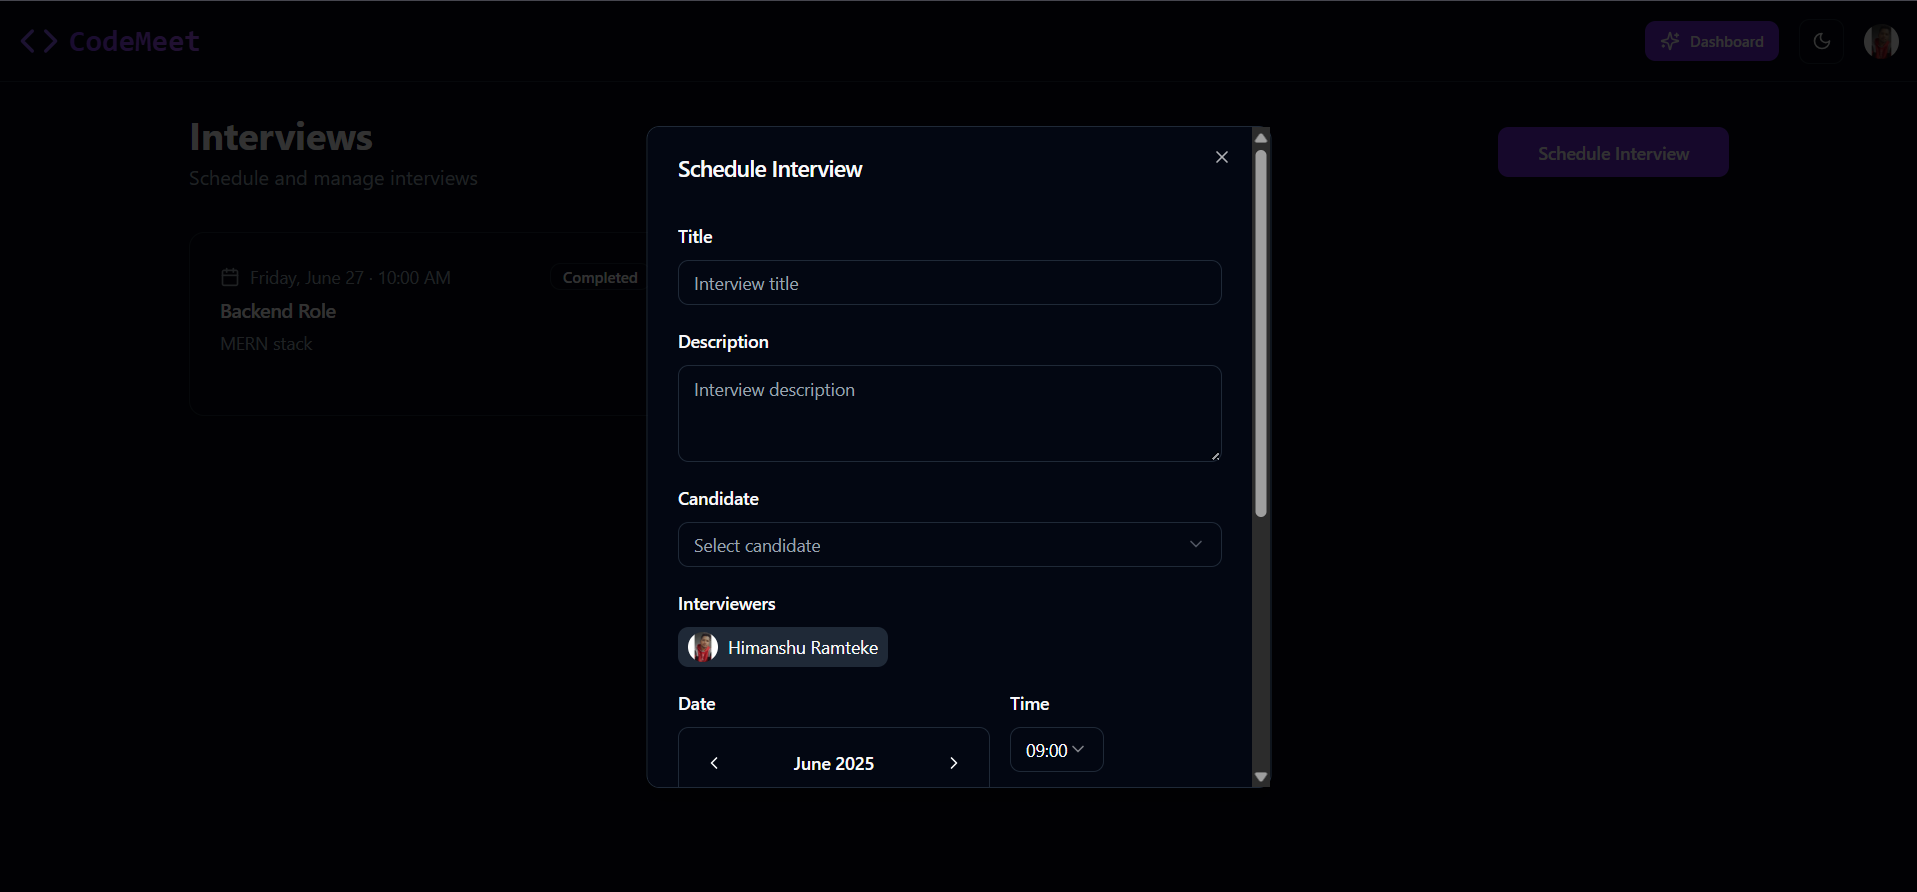 CodeMeet
Dashboard
Interviews
Schedule and manage interviews
Schedule Interview
Friday, June 27 · 10:00 AM
Completed
Backend Role
MERN stack
Schedule Interview
Title
Interview title
Description
Interview description
Candidate
Select candidate
Interviewers
Himanshu Ramteke
Date
Time
June 2025
09:00